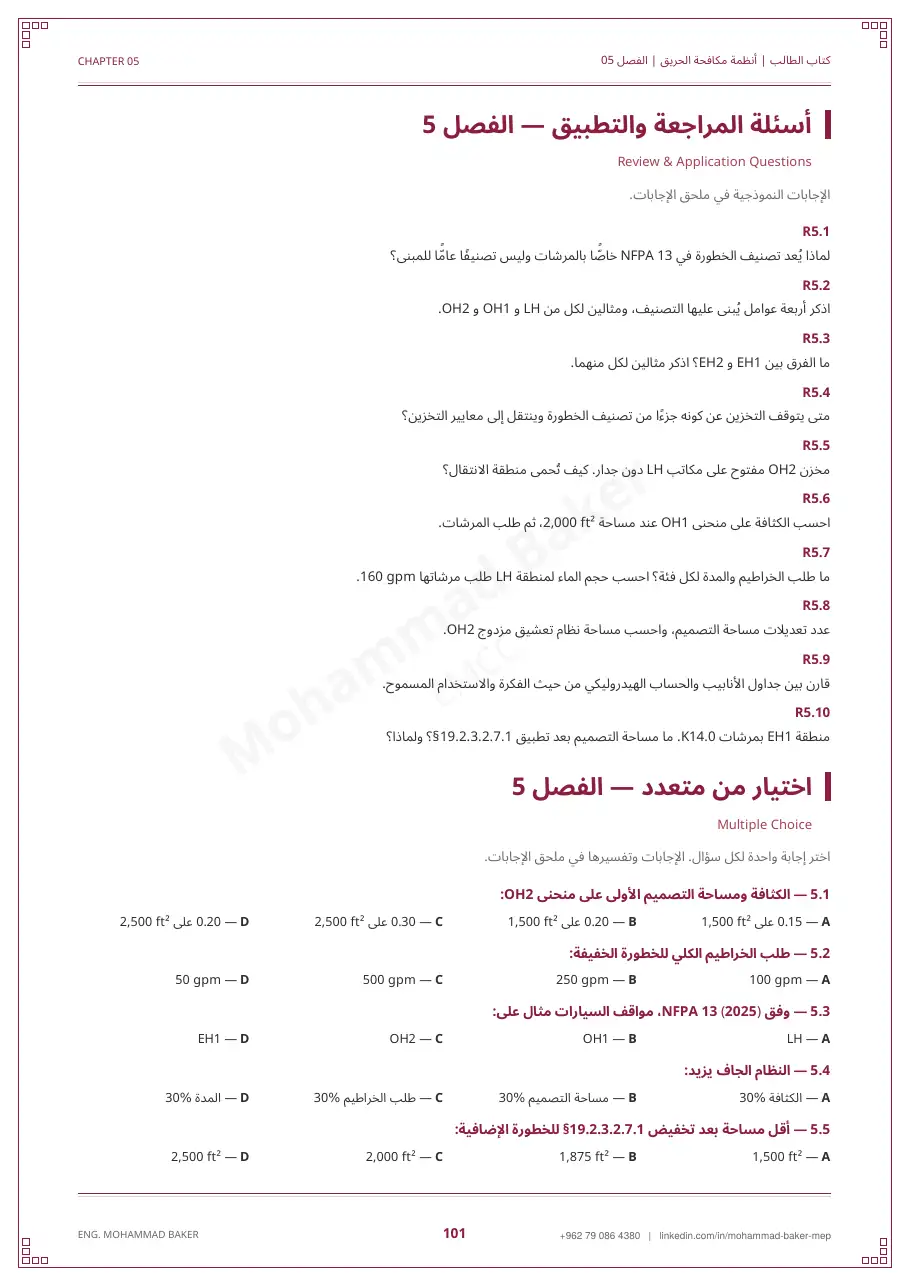 كتاب الطالب | أنظمة مكافحة الحريق | الفصل 05
CHAPTER 05
أسئلة المراجعة والتطبيق — الفصل 5
Review & Application Questions
الإجابات النموذجية في ملحق الإجابات.
R5.1
لماذا يُعد تصنيف الخطورة في NFPA 13 خاصًّا بالمرشات وليس تصنيفًا عامًّا للمبنى؟
R5.2
اذكر أربعة عوامل يُبنى عليها التصنيف، ومثالين لكل من LH و OH1 و OH2.
R5.3
ما الفرق بين EH1 و EH2؟ اذكر مثالين لكل منهما.
R5.4
متى يتوقف التخزين عن كونه جزءًا من تصنيف الخطورة وينتقل إلى معايير التخزين؟
R5.5
مخزن OH2 مفتوح على مكاتب LH دون جدار. كيف تُحمى منطقة الانتقال؟
R5.6
احسب الكثافة على منحنى OH1 عند مساحة 2,000 ft²، ثم طلب المرشات.
R5.7
ما طلب الخراطيم والمدة لكل فئة؟ احسب حجم الماء لمنطقة LH طلب مرشاتها 160 gpm.
R5.8
عدد تعديلات مساحة التصميم، واحسب مساحة نظام تعشيق مزدوج OH2.
R5.9
قارن بين جداول الأنابيب والحساب الهيدروليكي من حيث الفكرة والاستخدام المسموح.
R5.10
منطقة EH1 بمرشات K14.0. ما مساحة التصميم بعد تطبيق §19.2.3.2.7.1؟ ولماذا؟
اختيار من متعدد — الفصل 5
Multiple Choice
اختر إجابة واحدة لكل سؤال. الإجابات وتفسيرها في ملحق الإجابات.
5.1 — الكثافة ومساحة التصميم الأولى على منحنى OH2:
A — 0.15 على 1,500 ft² B — 0.20 على 1,500 ft² C — 0.30 على 2,500 ft² D — 0.20 على 2,500 ft²
5.2 — طلب الخراطيم الكلي للخطورة الخفيفة:
A — 100 gpm B — 250 gpm C — 500 gpm D — 50 gpm
5.3 — وفق NFPA 13 (2025)، مواقف السيارات مثال على:
A — LH B — OH1 C — OH2 D — EH1
5.4 — النظام الجاف يزيد:
A — الكثافة 30% B — مساحة التصميم 30% C — طلب الخراطيم 30% D — المدة 30%
5.5 — أقل مساحة بعد تخفيض §19.2.3.2.7.1 للخطورة الإضافية:
A — 1,500 ft² B — 1,875 ft² C — 2,000 ft² D — 2,500 ft²
Mohammad Baker
EMCC
ENG. MOHAMMAD BAKER
101
+962 79 086 4380 | linkedin.com/in/mohammad-baker-mep